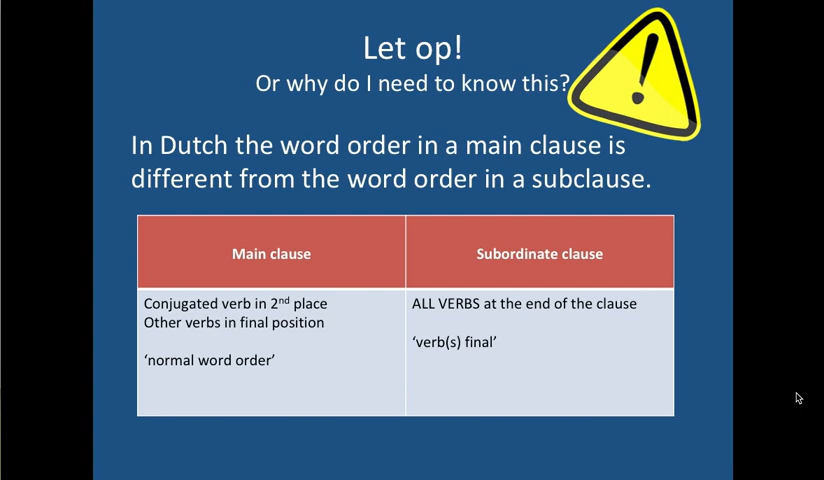 Let op!
Or why do I need to know this?
In Dutch the word order in a main clause is
different from the word order in a subclause.
Main clause
Subordinate clause
Conjugated verb in 2nd place
Other verbs in final position
‘normal word order’
ALL VERBS at the end of the clause
‘verb(s) final’